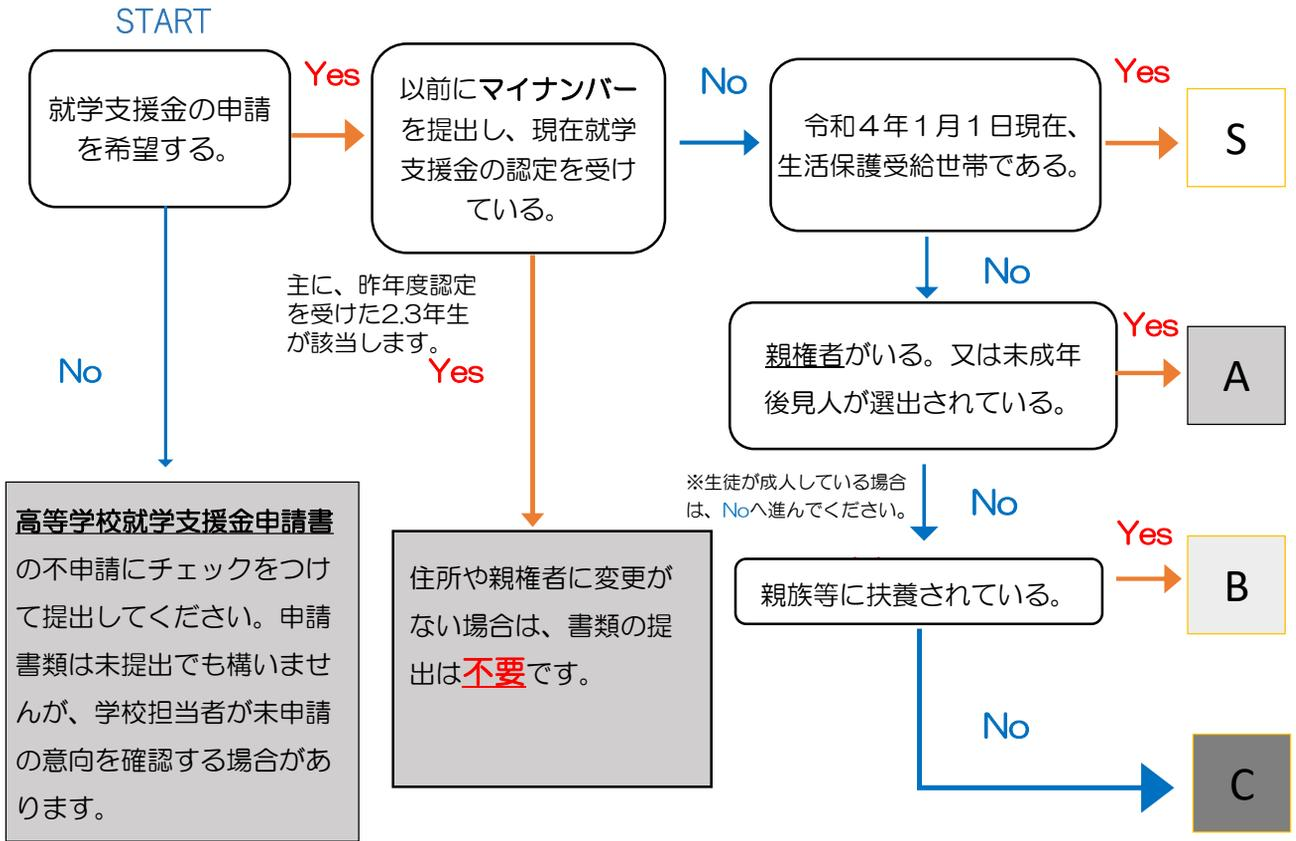 START
就学支援金の申請
を希望する。
Yes
以前にマイナンバー
を提出し、現在就学
支援金の認定を受け
ている。
No
令和４年１月１日現在、
生活保護受給世帯である。
Yes
S
主に、昨年度認定
を受けた2.3年生
が該当します。
No
Yes
No
親権者がいる。又は未成年
後見人が選出されている。
Yes
A
※生徒が成人している場合
は、Noへ進んでください。
No
高等学校就学支援金申請書
の不申請にチェックをつけ
て提出してください。申請
書類は未提出でも構いませ
んが、学校担当者が未申請
の意向を確認する場合があ
ります。
住所や親権者に変更が
ない場合は、書類の提
出は不要です。
親族等に扶養されている。
Yes
B
No
C